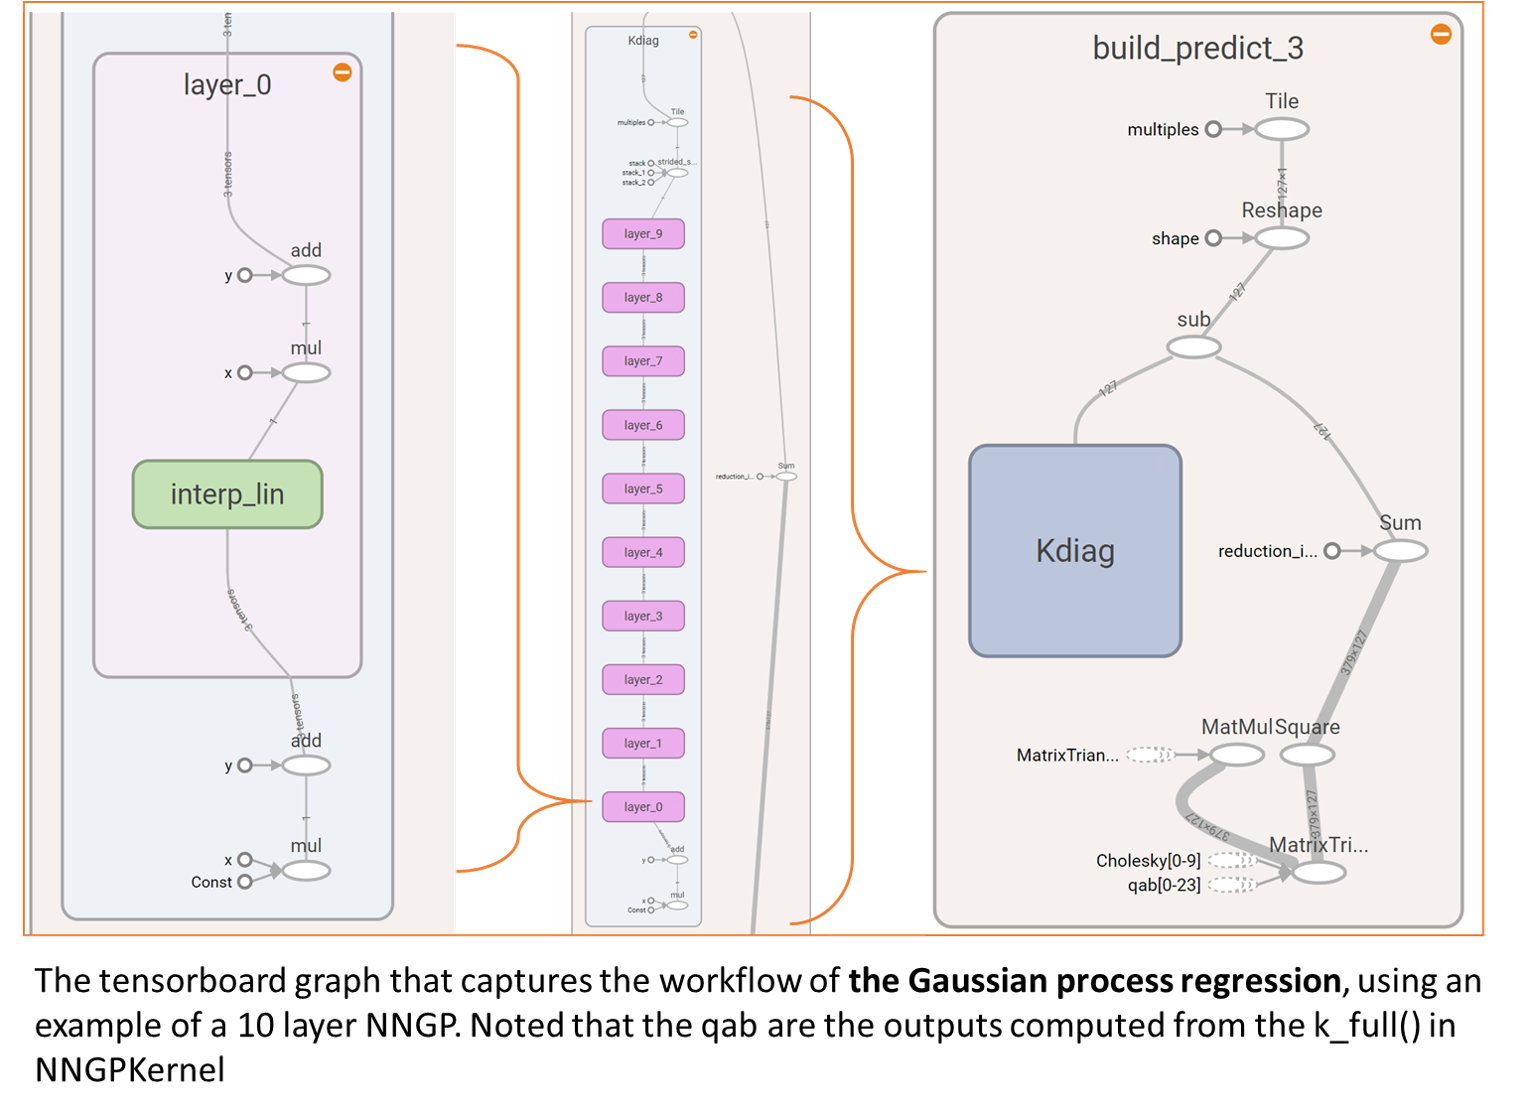 3 ten
layer_0
3 tensors
add
y
1
mul
x
1
interp_lin
3 tensors
3 tensors
add
y
1
mul
x
Const
Kdiag
Tile
multiples
1
stack
strided_s...
stack_1
stack_2
layer_9
layer_8
layer_7
layer_6
layer_5
layer_4
layer_3
layer_2
layer_1
layer_0
add
y
mul
x
Const
Sum
reduction_i...
build_predict_3
Tile
multiples
127×1
Reshape
shape
127
sub
127
127
Kdiag
Sum
reduction_i...
379×127
MatMul
Square
MatrixTrian...
379×127
379×127
MatrixTri...
Cholesky[0-9]
qab[0-23]
The tensorboard graph that captures the workflow of the Gaussian process regression, using an
example of a 10 layer NNGP. Noted that the qab are the outputs computed from the k_full() in
NNGPKernel